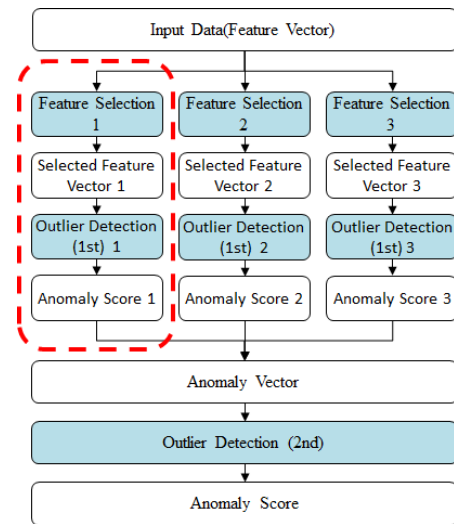 Input Data(Feature Vector)
Feature Selection
1
Feature Selection
2
Feature Selection
3
Selected Feature
Vector 1
Selected Feature
Vector 2
Selected Feature
Vector 3
Outlier Detection
(1st) 1
Outlier Detection
(1st) 2
Outlier Detection
(1st) 3
Anomaly Score 1
Anomaly Score 2
Anomaly Score 3
Anomaly Vector
Outlier Detection (2nd)
Anomaly Score